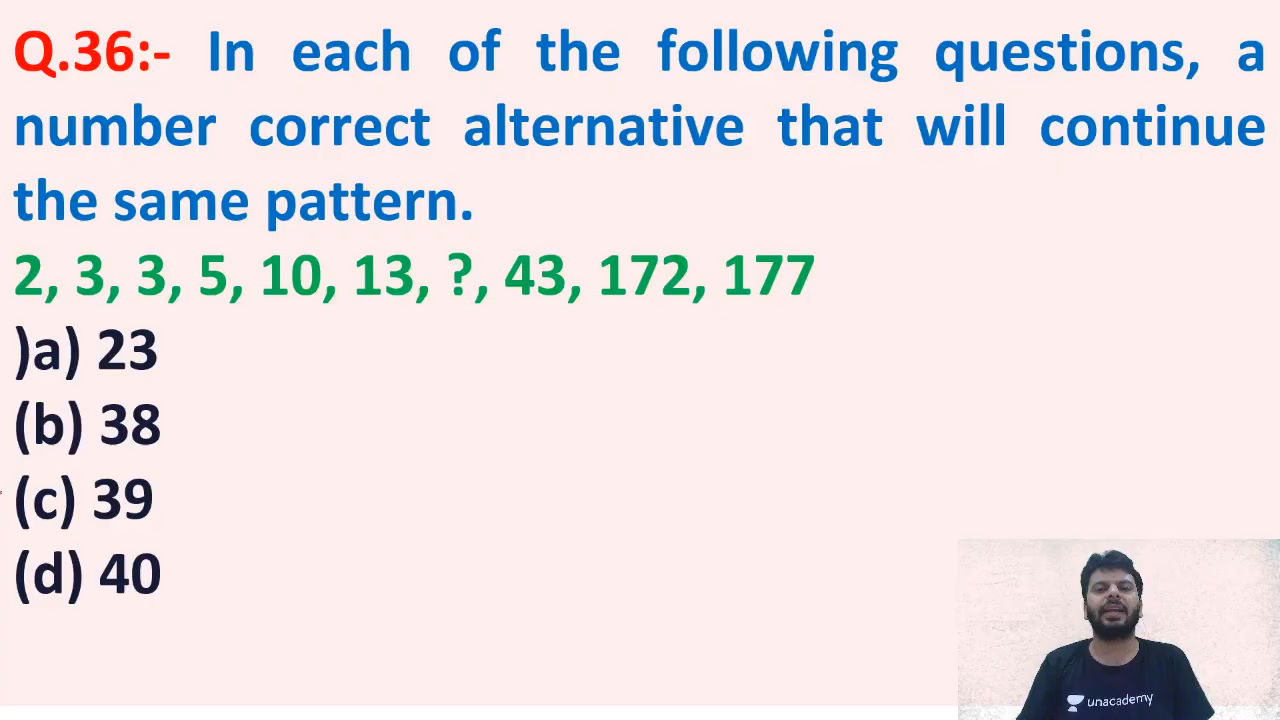 Q.36:- In each of the following questions, a
number correct alternative that will continue
the same pattern.
2, 3, 3, 5, 10, 13, ?, 43, 172, 177
)a) 23
(b) 38
(c) 39
(d) 40
unacademy